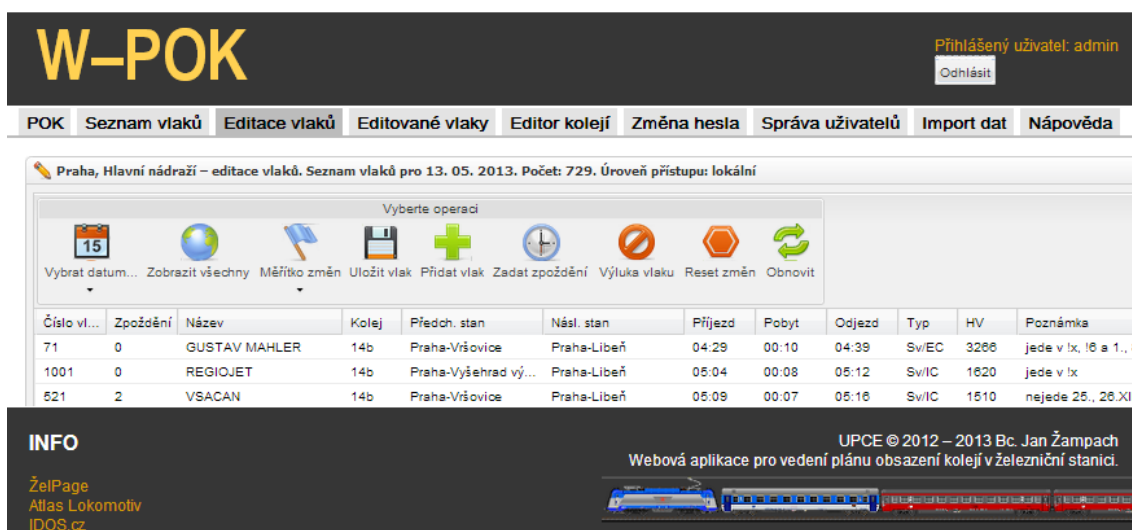 W–POK
Přihlášený uživatel: admin
Odhlásit
POK Seznam vlaků Editace vlaků Editované vlaky Editor kolejí Změna hesla Správa uživatelů Import dat Nápověda
Praha, Hlavní nádraží – editace vlaků. Seznam vlaků pro 13. 05. 2013. Počet: 729. Úroveň přístupu: lokální
Vyberte operaci
15
Vybrat datum... Zobrazit všechny Měřítko změn Uložit vlak Přidat vlak Zadat zpoždění Výluka vlaku Reset změn Obnovit
Číslo vl... Zpoždění Název Kolej Předch. stan Násl. stan Příjezd Pobyt Odjezd Typ HV Poznámka
71 0 GUSTAV MAHLER 14b Praha-Vršovice Praha-Libeň 04:29 00:10 04:39 Sv/EC 3266 jede v !x, !6 a 1.,
1001 0 REGIOJET 14b Praha-Vyšehrad vý... Praha-Libeň 05:04 00:08 05:12 Sv/IC 1620 jede v !x
521 2 VSACAN 14b Praha-Vršovice Praha-Libeň 05:09 00:07 05:16 Sv/IC 1510 nejede 25., 26.XI
INFO
UPCE © 2012 – 2013 Bc. Jan Žampach
Webová aplikace pro vedení plánu obsazení kolejí v železniční stanici.
ŽelPage
Atlas Lokomotiv
IDOS.cz